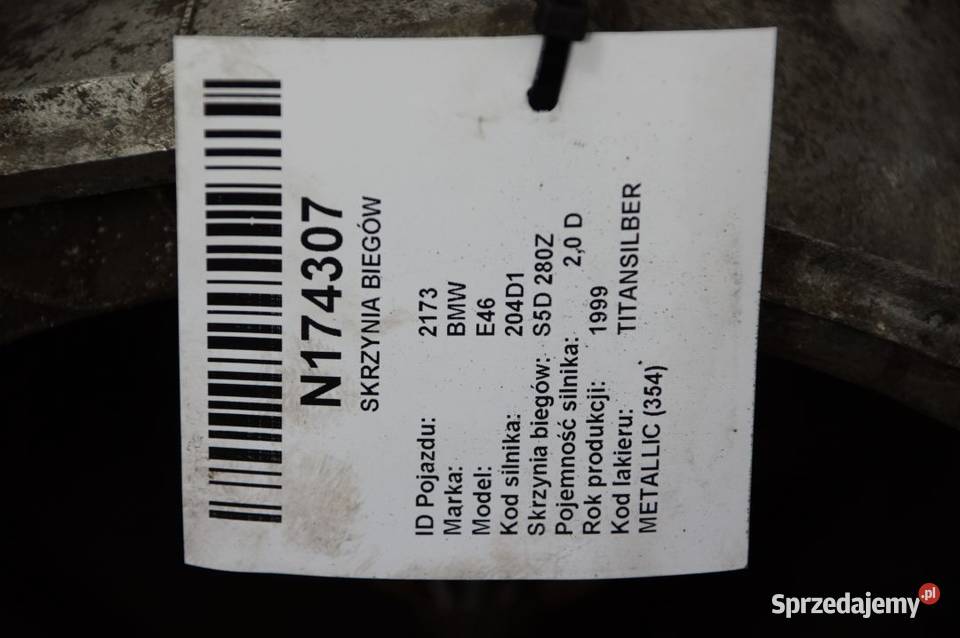 N174307
SKRZYNIA BIEGÓW
ID Pojazdu: 2173
Marka: BMW
Model: E46
Kod silnika: 204D1
Skrzynia biegów: S5D 280Z
Pojemność silnika: 2,0 D
Rok produkcji: 1999
Kod lakieru: TITANSILBER
METALLIC (354)
Sprzedajemy.pl